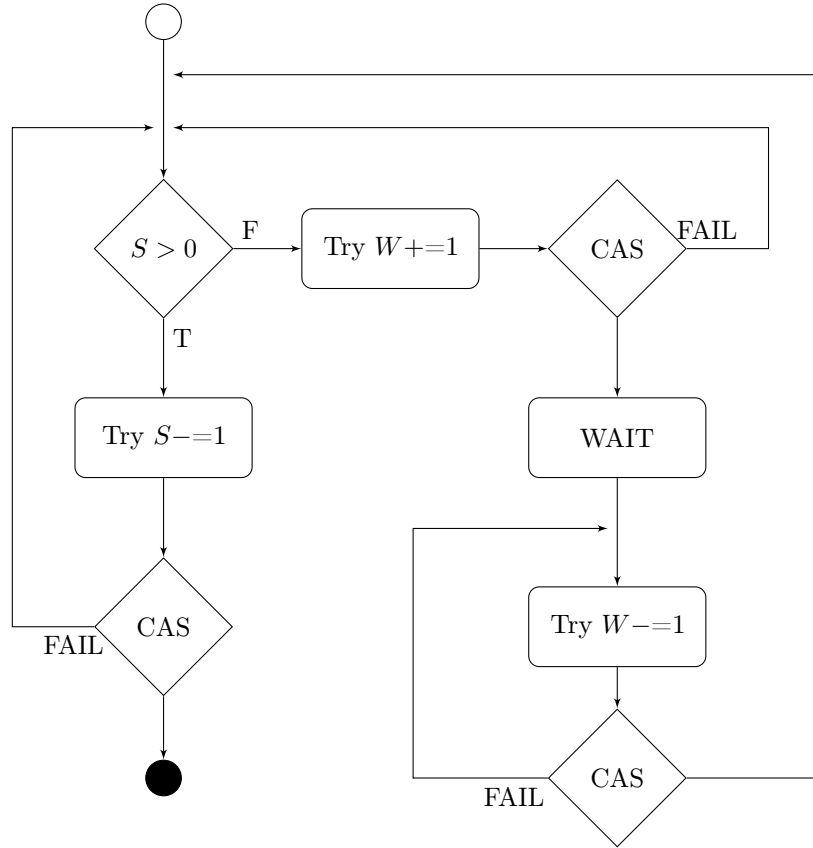 S > 0
F
Try W+=1
CAS
FAIL
T
Try S−=1
WAIT
CAS
FAIL
Try W−=1
CAS
FAIL